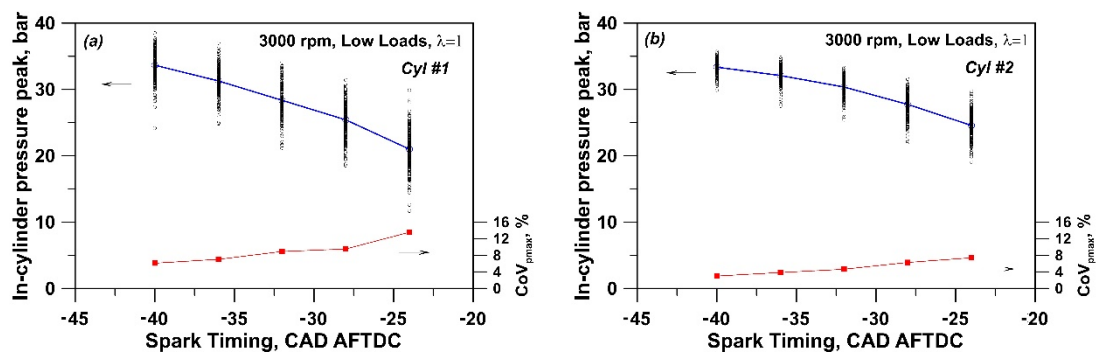 (a)
3000 rpm, Low Loads, λ=1
Cyl #1
In-cylinder pressure peak, bar
40
30
20
10
0
16
12
8
4
0
CoVpmax, %
-45 -40 -35 -30 -25 -20
Spark Timing, CAD AFTDC
(b)
3000 rpm, Low Loads, λ=1
Cyl #2
In-cylinder pressure peak, bar
40
30
20
10
0
16
12
8
4
0
CoVpmax, %
-45 -40 -35 -30 -25 -20
Spark Timing, CAD AFTDC